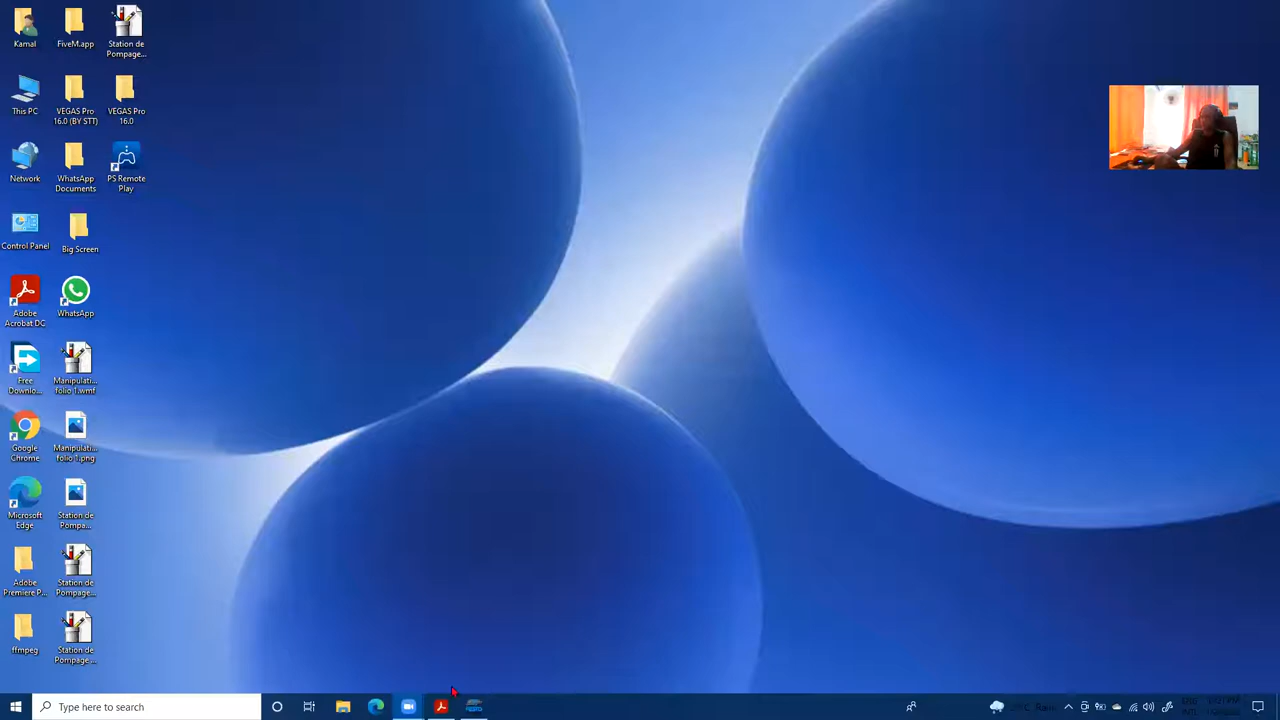 Kamal
FiveM.app
Station de
Pompage...
This PC
VEGAS Pro
16.0 (BY STT)
VEGAS Pro
16.0
Network
WhatsApp
Documents
PS Remote
Play
Control Panel
Big Screen
Adobe
Acrobat DC
WhatsApp
Free
Downlo...
Manipulati...
folio 1.wmf
Google
Chrome
Manipulati...
folio 1.png
Microsoft
Edge
Station de
Pompa...
Adobe
Premiere P...
Station de
Pompage...
ffmpeg
Station de
Pompage...
Type here to search
FESTO
Rain